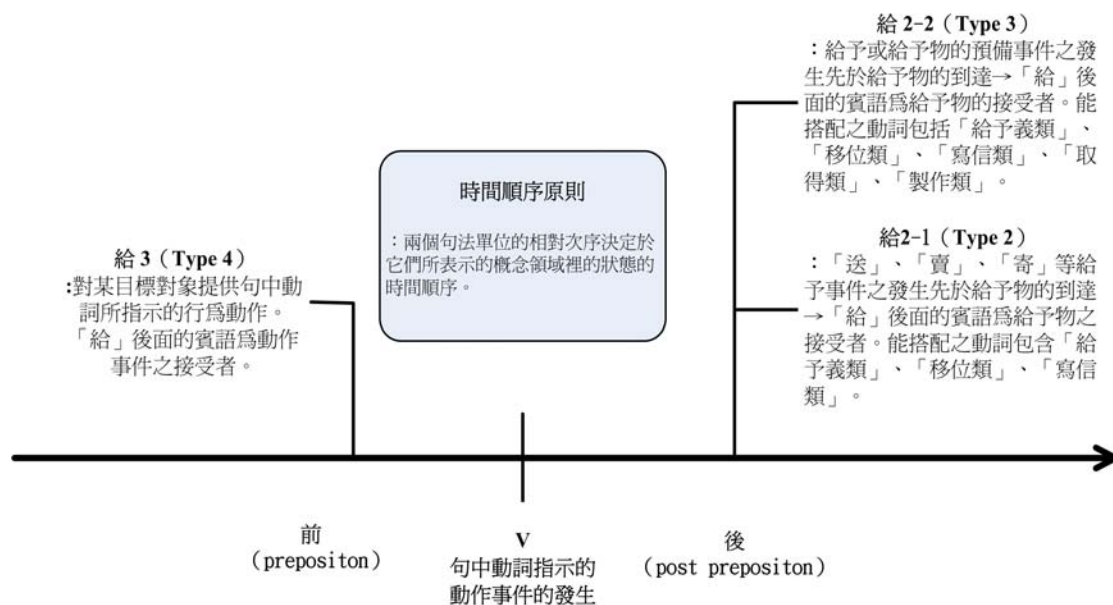 給 2-2（Type 3）
：給予或給予物的預備事件之發
生先於給予物的到達→「給」後
面的賓語爲給予物的接受者。能
搭配之動詞包括「給予義類」、
「移位類」、「寫信類」、「取
得類」、「製作類」。
時間順序原則
：兩個句法單位的相對次序決定於
它們所表示的概念領域裡的狀態的
時間順序。
給 3 (Type 4)
:對某目標對象提供句中動
詞所指示的行爲動作。
「給」後面的賓語爲動作
事件之接受者。
給2-1（Type 2）
：「送」、「賣」、「寄」等給
予事件之發生先於給予物的到達
→「給」後面的賓語爲給予物之
接受者。能搭配之動詞包含「給
予義類」、「移位類」、「寫信
類」。
前
(prepositon)
V
句中動詞指示的
動作事件的發生
後
(post prepositon)